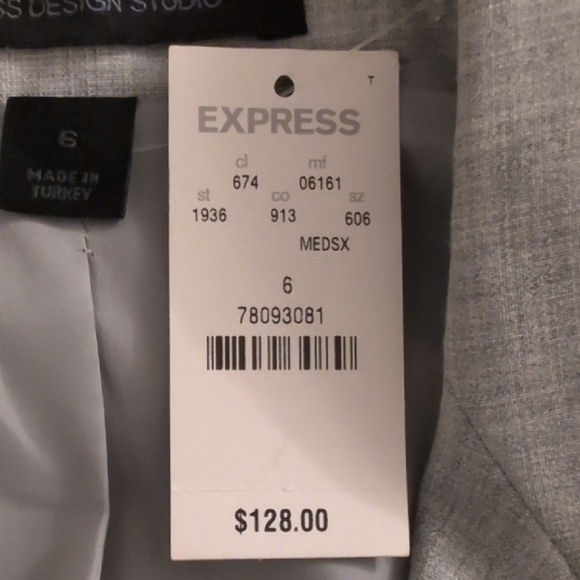 SS DESIGN STUDIO
6
MADE IN
TURKEY
T
EXPRESS
cl mf
674 06161
st co sz
1936 913 606
MEDSX
6
78093081
$128.00